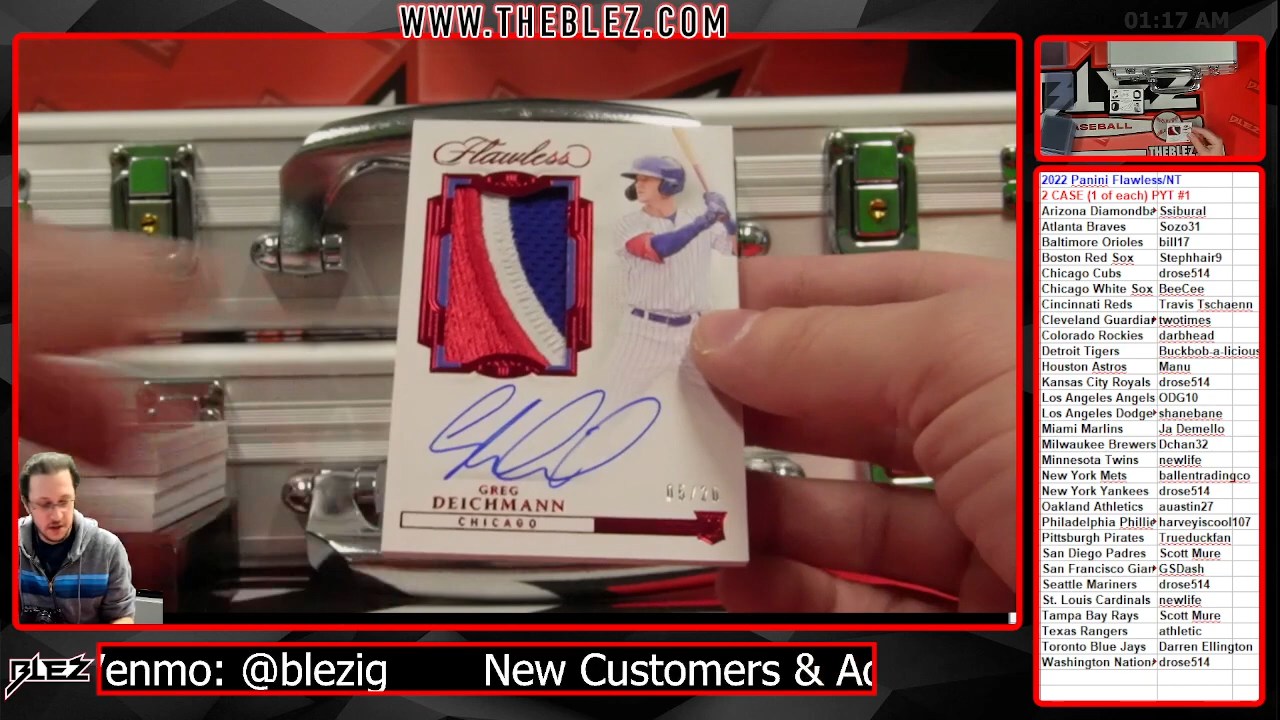 WWW.THEBLEZ.COM
01:17 AM
Flawless
GREG
DEICHMANN
CHICAGO
05/20
BASEBALL
THEBLEZ
BLEZ
2022 Panini Flawless/NT
2 CASE (1 of each) PYT #1
Arizona Diamondba Ssibural
Atlanta Braves Sozo31
Baltimore Orioles bill17
Boston Red Sox Stephhair9
Chicago Cubs drose514
Chicago White Sox BeeCee
Cincinnati Reds Travis Tschaenn
Cleveland Guardiar twotimes
Colorado Rockies darbhead
Detroit Tigers Buckbob-a-licious
Houston Astros Manu
Kansas City Royals drose514
Los Angeles Angels ODG10
Los Angeles Dodge shanebane
Miami Marlins Ja Demello
Milwaukee Brewers Dchan32
Minnesota Twins newlife
New York Mets ballentradingco
New York Yankees drose514
Oakland Athletics auastin27
Philadelphia Phillie harveyiscool107
Pittsburgh Pirates Trueduckfan
San Diego Padres Scott Mure
San Francisco Giar GSDash
Seattle Mariners drose514
St. Louis Cardinals newlife
Tampa Bay Rays Scott Mure
Texas Rangers athletic
Toronto Blue Jays Darren Ellington
Washington Nation drose514
BLEZ
Venmo: @blezig New Customers & Ac